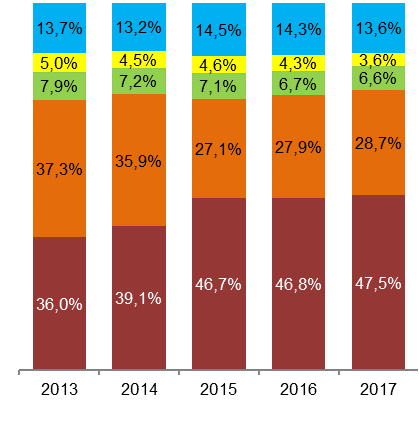 13,7% 13,2% 14,5% 14,3% 13,6%
5,0% 4,5% 4,6% 4,3% 3,6%
7,9% 7,2% 7,1% 6,7% 6,6%
37,3% 35,9% 27,1% 27,9% 28,7%
36,0% 39,1% 46,7% 46,8% 47,5%
2013 2014 2015 2016 2017